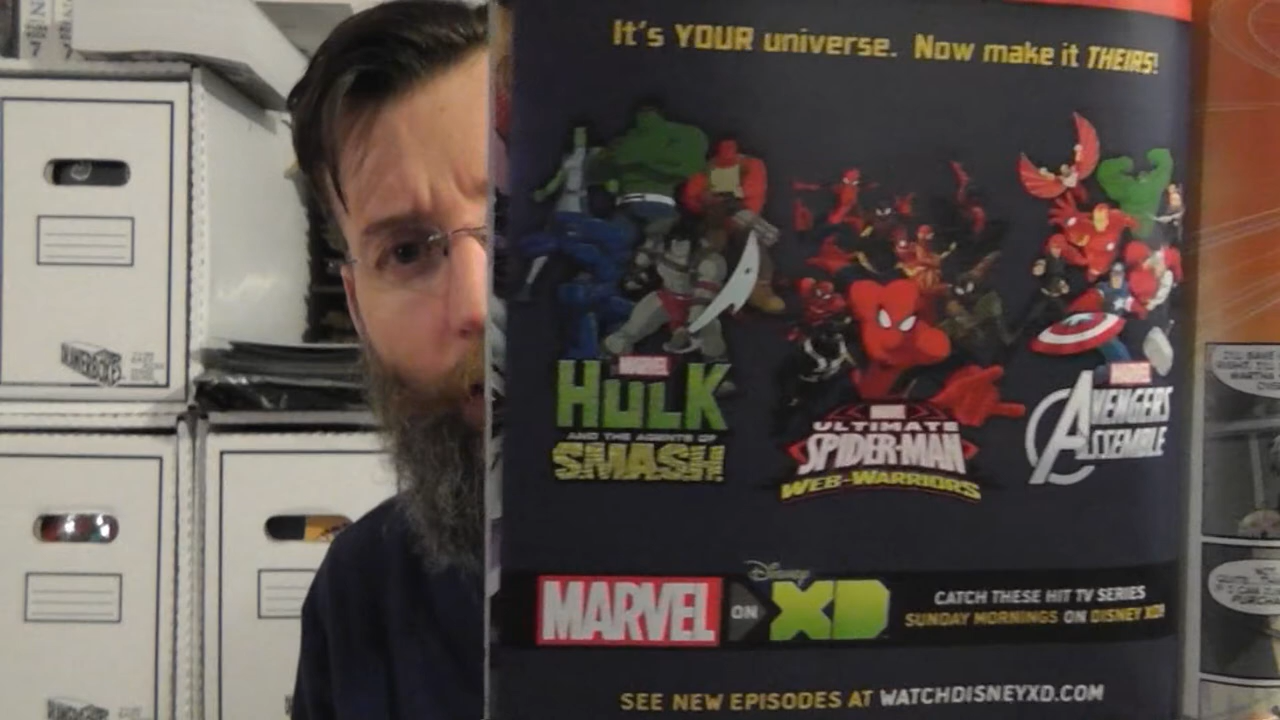 It's YOUR universe. Now make it THEIRS!
MARVEL
HULK
AND THE AGENTS OF
SMASH!
MARVEL
ULTIMATE
SPIDER-MAN
WEB-WARRIORS
MARVEL
AVENGERS
ASSEMBLE
MARVEL ON Disney XD
CATCH THESE HIT TV SERIES
SUNDAY MORNINGS ON DISNEY XD!
SEE NEW EPISODES AT WATCHDISNEYXD.COM